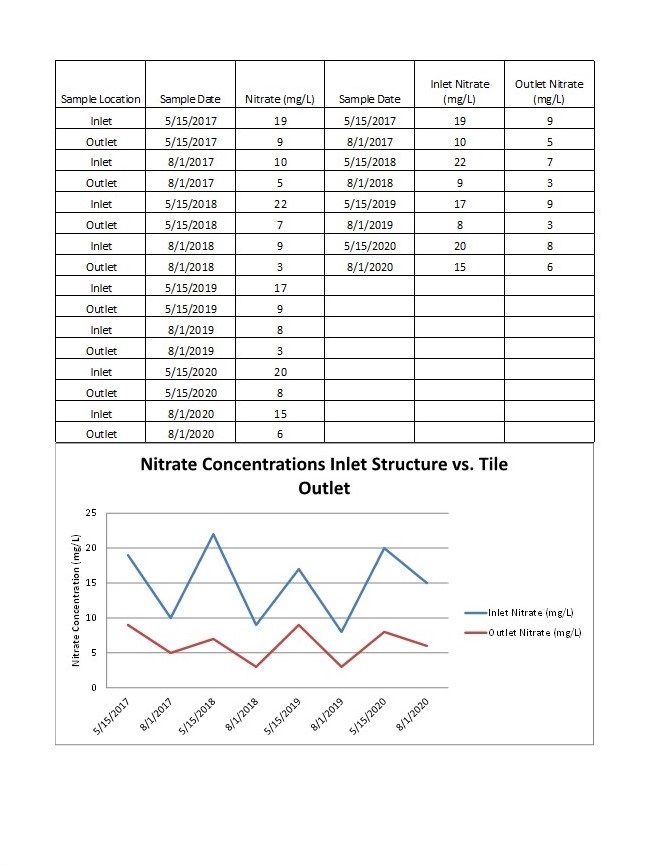 Sample Location Sample Date Nitrate (mg/L) Sample Date Inlet Nitrate (mg/L) Outlet Nitrate (mg/L)
Inlet 5/15/2017 19 5/15/2017 19 9
Outlet 5/15/2017 9 8/1/2017 10 5
Inlet 8/1/2017 10 5/15/2018 22 7
Outlet 8/1/2017 5 8/1/2018 9 3
Inlet 5/15/2018 22 5/15/2019 17 9
Outlet 5/15/2018 7 8/1/2019 8 3
Inlet 8/1/2018 9 5/15/2020 20 8
Outlet 8/1/2018 3 8/1/2020 15 6
Inlet 5/15/2019 17
Outlet 5/15/2019 9
Inlet 8/1/2019 8
Outlet 8/1/2019 3
Inlet 5/15/2020 20
Outlet 5/15/2020 8
Inlet 8/1/2020 15
Outlet 8/1/2020 6
Nitrate Concentrations Inlet Structure vs. Tile
Outlet
Nitrate Concentration (mg/L)
25
20
15
10
5
0
5/15/2017 8/1/2017 5/15/2018 8/1/2018 5/15/2019 8/1/2019 5/15/2020 8/1/2020
Inlet Nitrate (mg/L)
Outlet Nitrate (mg/L)